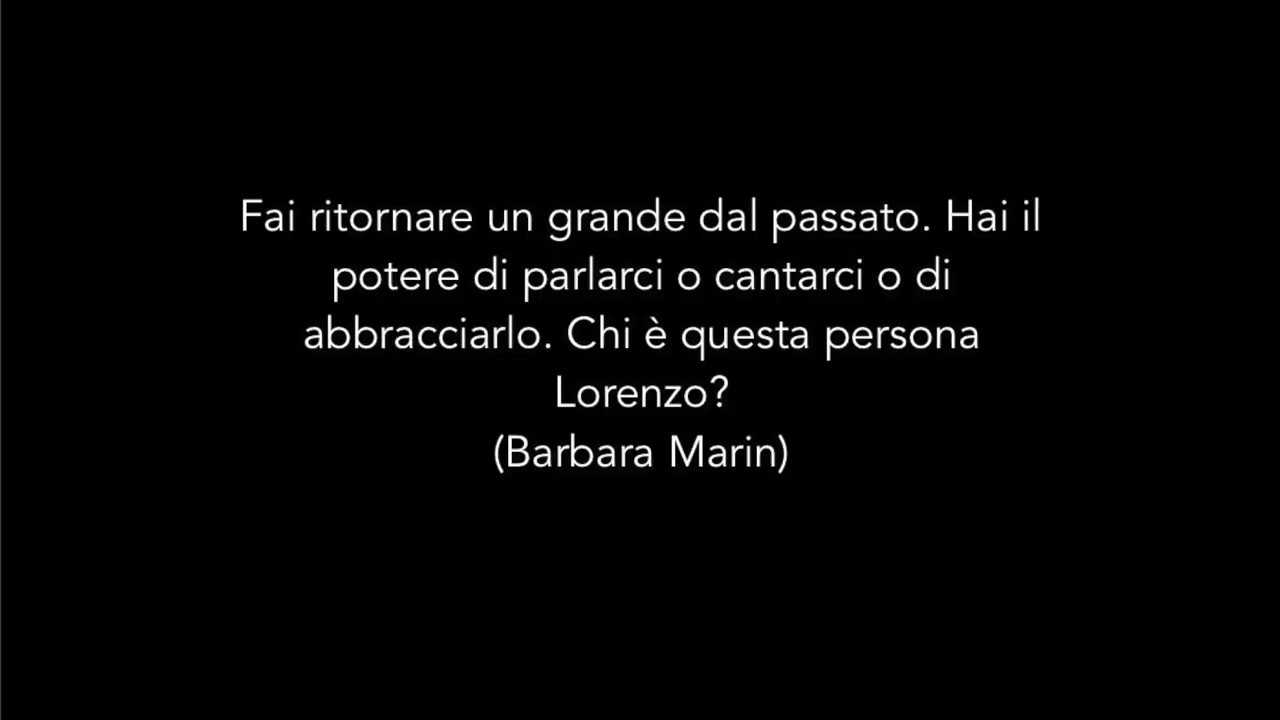 Fai ritornare un grande dal passato. Hai il
potere di parlarci o cantarci o di
abbracciarlo. Chi è questa persona
Lorenzo?
(Barbara Marin)